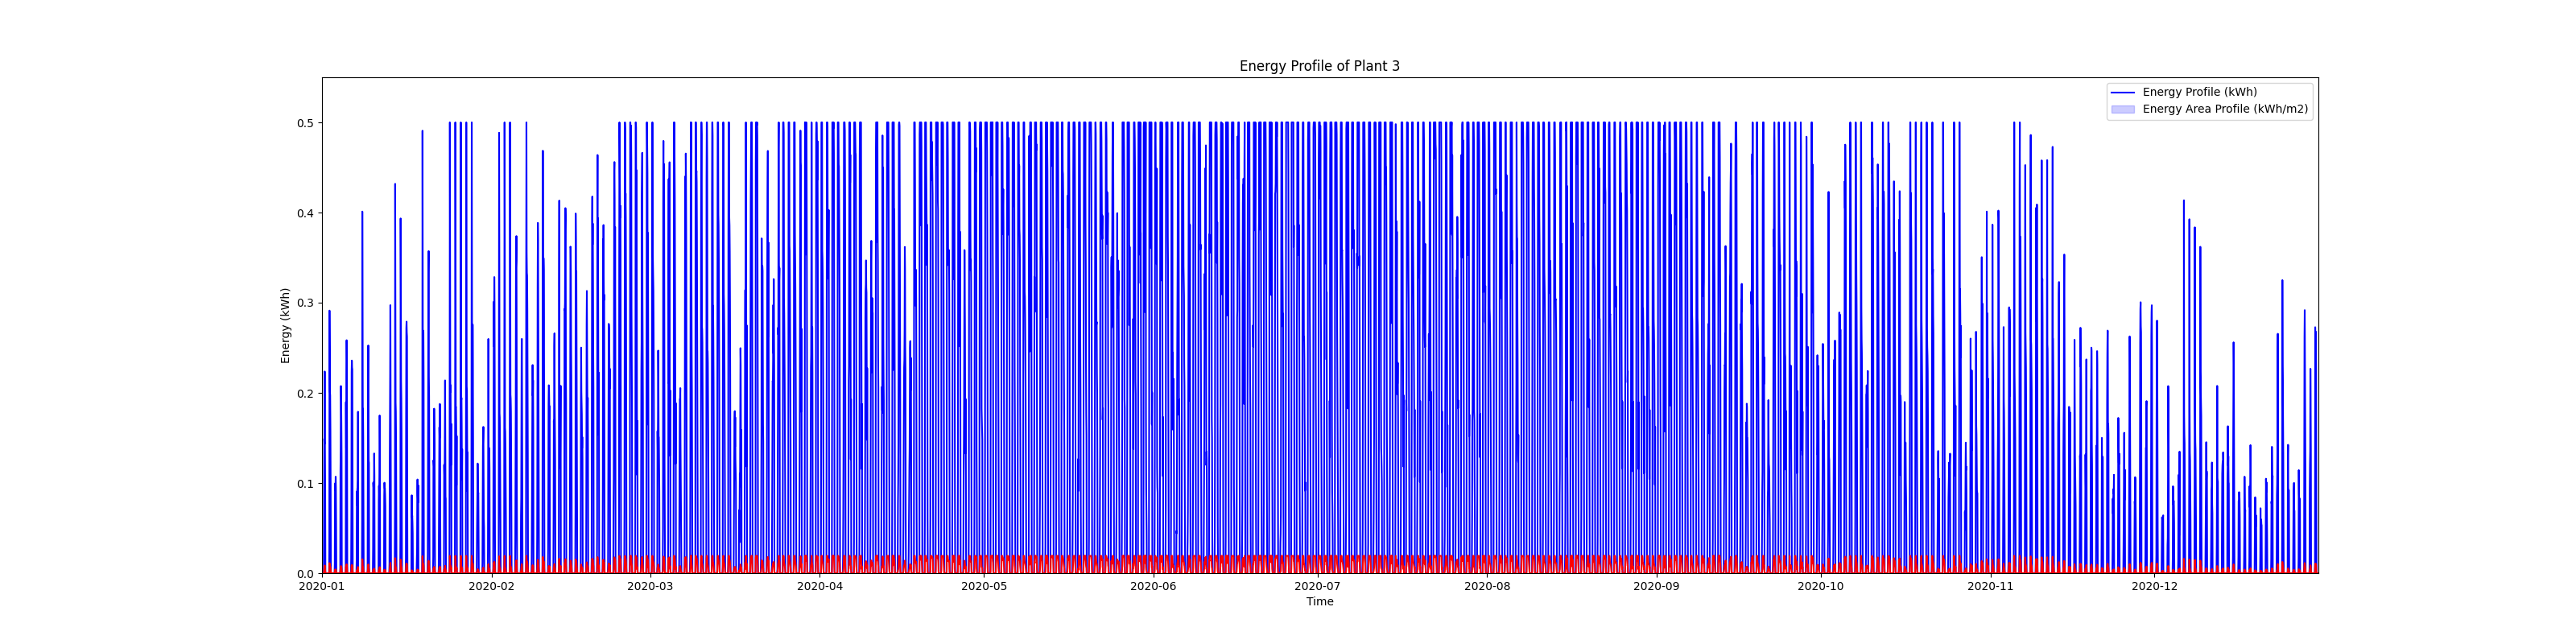 Energy Profile of Plant 3
Energy Profile (kWh)
Energy Area Profile (kWh/m2)
Energy (kWh)
0.5
0.4
0.3
0.2
0.1
0.0
2020-01 2020-02 2020-03 2020-04 2020-05 2020-06 2020-07 2020-08 2020-09 2020-10 2020-11 2020-12
Time